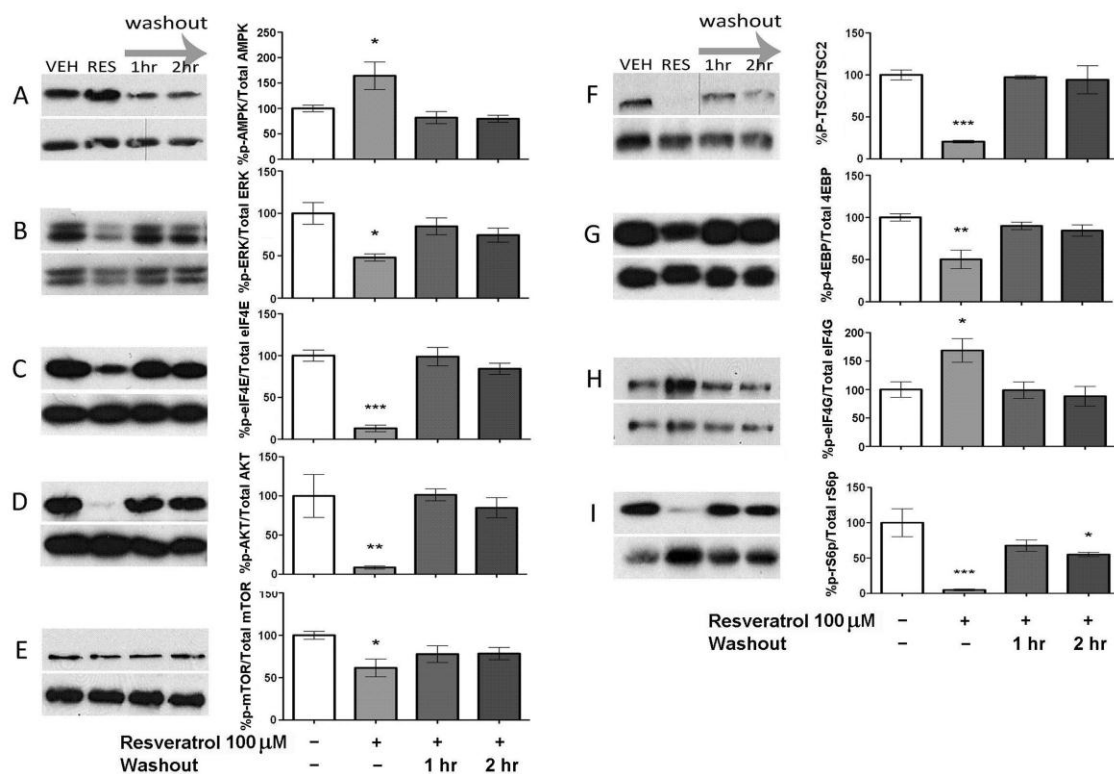 washout
VEH RES 1hr 2hr
A
%p-AMPK/Total AMPK
250
200
150
100
50
0
*
B
%p-ERK/Total ERK
150
100
50
0
*
C
%p-eIF4E/Total eIF4E
150
100
50
0
***
D
%p-AKT/Total AKT
150
100
50
0
**
E
%p-mTOR/Total mTOR
150
100
50
0
*
Resveratrol 100 μM – + + +
Washout 1 hr 2 hr
washout
VEH RES 1hr 2hr
F
%P-TSC2/TSC2
150
100
50
0
***
G
%p-4EBP/Total 4EBP
150
100
50
0
**
H
%p-eIF4G/Total eIF4G
200
150
100
50
0
*
I
%p-rS6p/Total rS6p
150
100
50
0
***
*
Resveratrol 100 μM – + + +
Washout – – 1 hr 2 hr